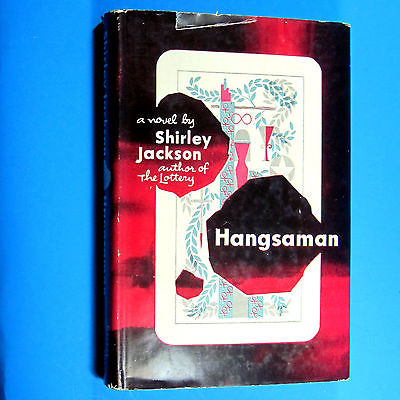 a novel by
Shirley
Jackson
author of
The Lottery
Hangsaman